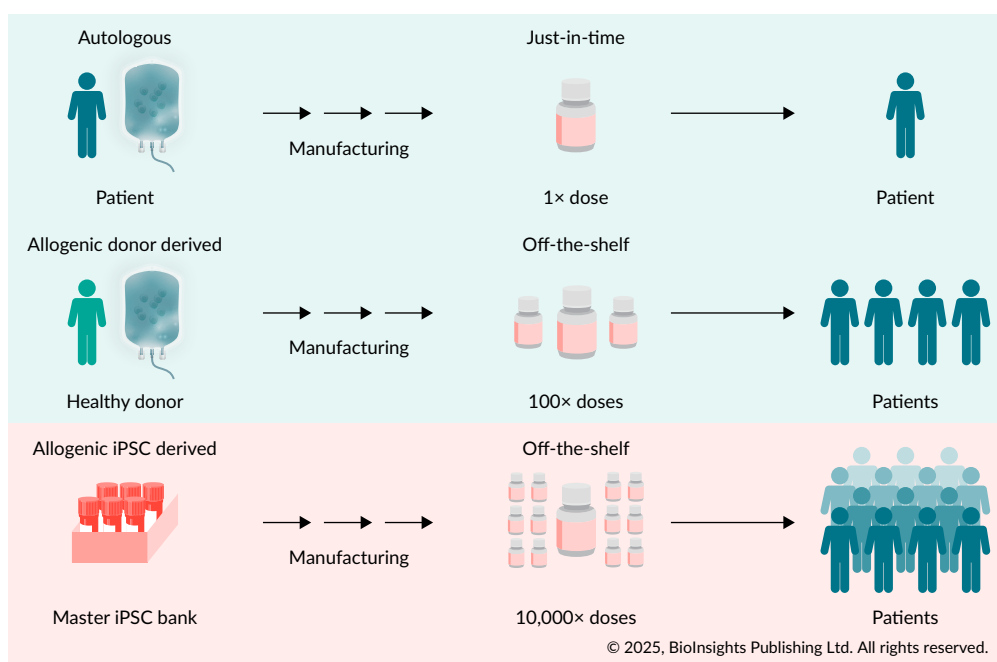 Autologous
Just-in-time
Manufacturing
Patient
1× dose
Patient
Allogenic donor derived
Off-the-shelf
Manufacturing
Healthy donor
100× doses
Patients
Allogenic iPSC derived
Off-the-shelf
Manufacturing
Master iPSC bank
10,000× doses
Patients
© 2025, BioInsights Publishing Ltd. All rights reserved.